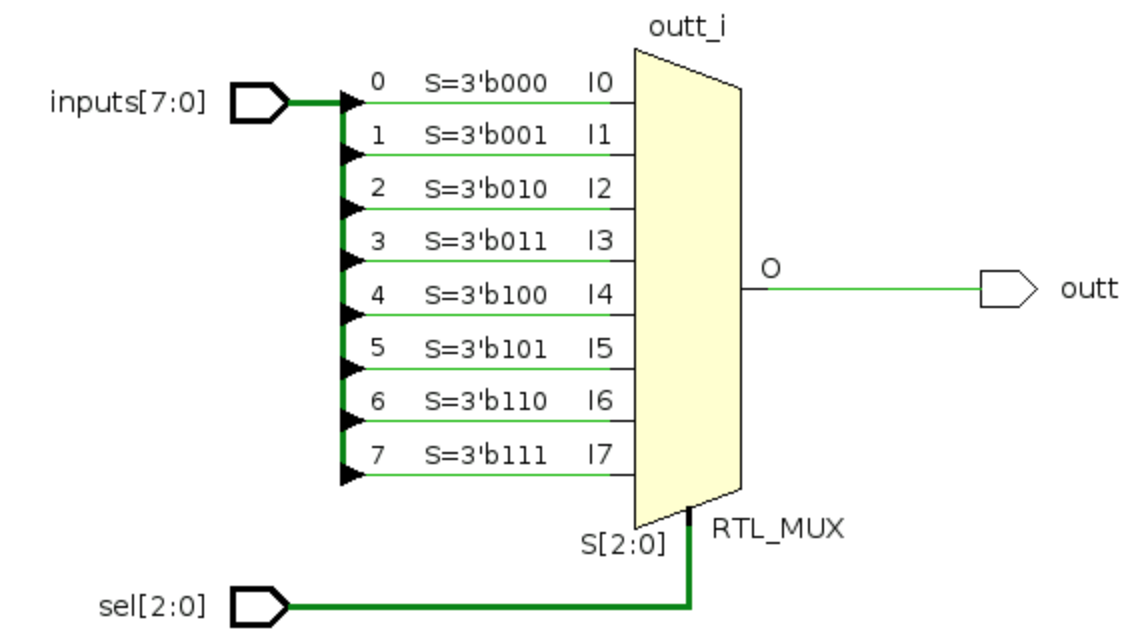 outt_i
inputs[7:0]
0 S=3'b000 I0
1 S=3'b001 I1
2 S=3'b010 I2
3 S=3'b011 I3
4 S=3'b100 I4
5 S=3'b101 I5
6 S=3'b110 I6
7 S=3'b111 I7
O
outt
S[2:0]
RTL_MUX
sel[2:0]